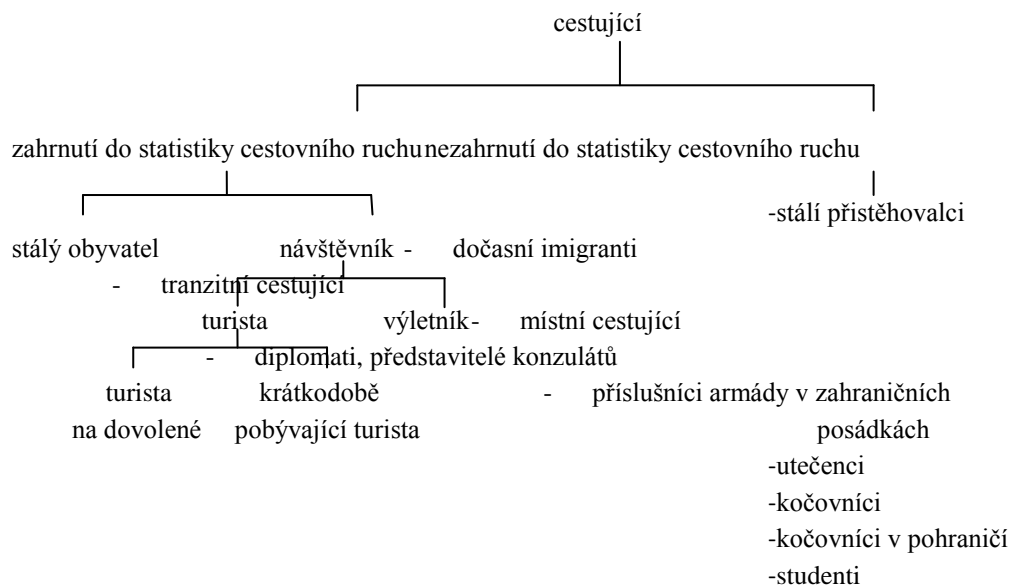 cestující
zahrnutí do statistiky cestovního ruchu nezahrnutí do statistiky cestovního ruchu
-stálí přistěhovalci
stálý obyvatel návštěvník - dočasní imigranti
- tranzitní cestující
turista výletník- místní cestující
- diplomati, představitelé konzulátů
turista krátkodobě - příslušníci armády v zahraničních
na dovolené pobývající turista posádkách
-utečenci
-kočovníci
-kočovníci v pohraničí
-studenti